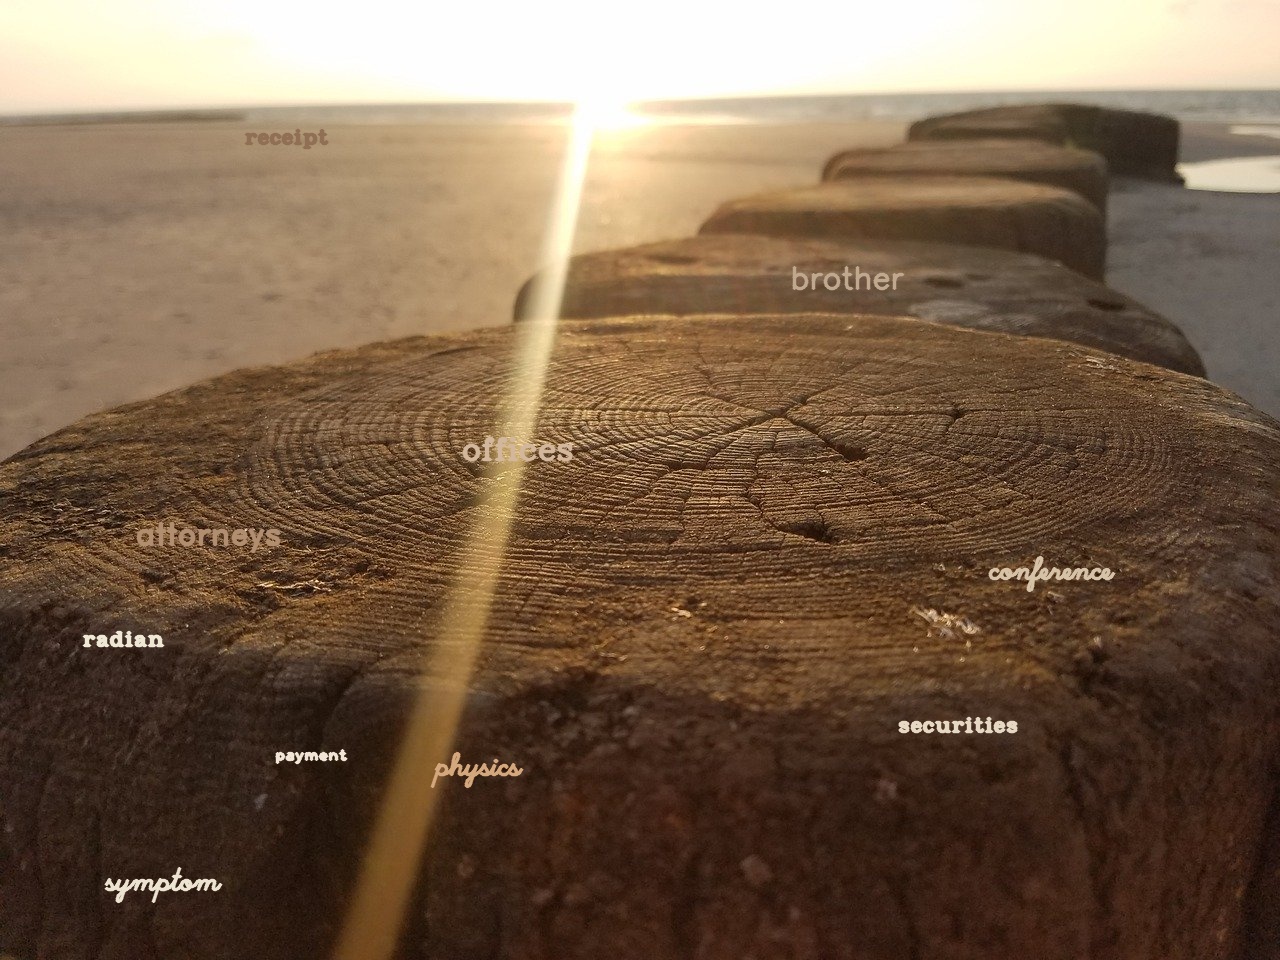 receipt
brother
offices
attorneys
conference
radian
securities
payment
physics
symptom